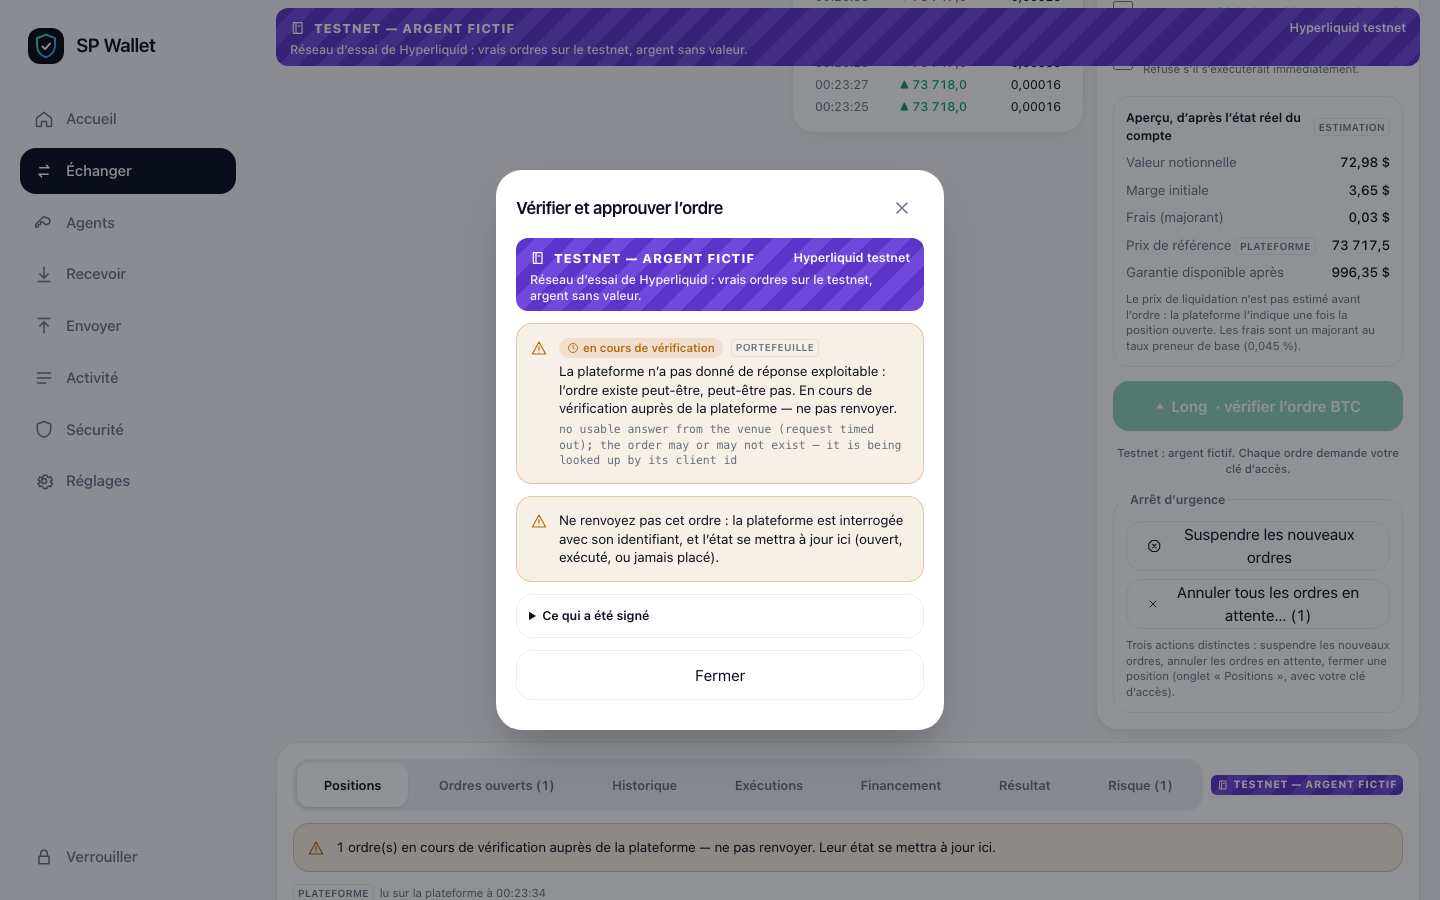 SP Wallet
Accueil
Échanger
Agents
Recevoir
Envoyer
Activité
Sécurité
Réglages
Verrouiller
TESTNET — ARGENT FICTIF
Hyperliquid testnet
Réseau d’essai de Hyperliquid : vrais ordres sur le testnet, argent sans valeur.
00:23:27 ▲ 73 718,0 0,00016
00:23:25 ▲ 73 718,0 0,00016
Refusé s’il s’exécuterait immédiatement.
Aperçu, d’après l’état réel du
compte
ESTIMATION
Valeur notionnelle 72,98 $
Marge initiale 3,65 $
Frais (majorant) 0,03 $
Prix de référence PLATEFORME 73 717,5
Garantie disponible après 996,35 $
Le prix de liquidation n’est pas estimé avant
l’ordre : la plateforme l’indique une fois la
position ouverte. Les frais sont un majorant au
taux preneur de base (0,045 %).
▲ Long · vérifier l’ordre BTC
Testnet : argent fictif. Chaque ordre demande votre
clé d’accès.
Arrêt d’urgence
Suspendre les nouveaux
ordres
Annuler tous les ordres en
attente… (1)
Trois actions distinctes : suspendre les nouveaux
ordres, annuler les ordres en attente, fermer une
position (onglet « Positions », avec votre clé
d’accès).
Vérifier et approuver l’ordre
TESTNET — ARGENT FICTIF
Hyperliquid testnet
Réseau d’essai de Hyperliquid : vrais ordres sur le testnet,
argent sans valeur.
en cours de vérification PORTEFEUILLE
La plateforme n’a pas donné de réponse exploitable :
l’ordre existe peut-être, peut-être pas. En cours de
vérification auprès de la plateforme — ne pas renvoyer.
no usable answer from the venue (request timed
out); the order may or may not exist — it is being
looked up by its client id
Ne renvoyez pas cet ordre : la plateforme est interrogée
avec son identifiant, et l’état se mettra à jour ici (ouvert,
exécuté, ou jamais placé).
▶ Ce qui a été signé
Fermer
Positions
Ordres ouverts (1)
Historique
Exécutions
Financement
Résultat
Risque (1)
TESTNET — ARGENT FICTIF
1 ordre(s) en cours de vérification auprès de la plateforme — ne pas renvoyer. Leur état se mettra à jour ici.
PLATEFORME lu sur la plateforme à 00:23:34